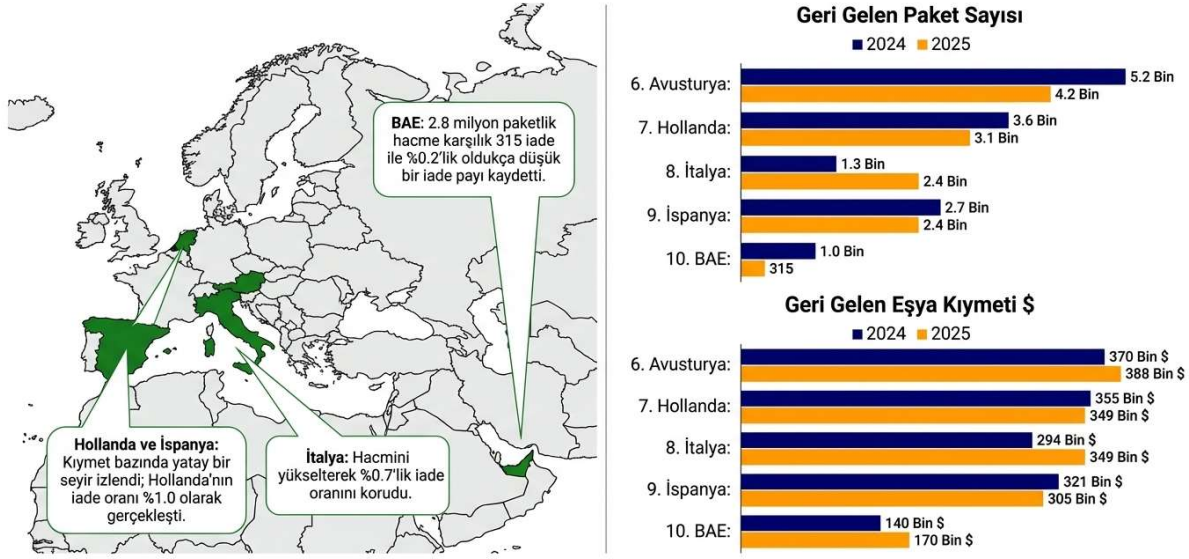 BAE: 2.8 milyon paketlik
hacme karşılık 315 iade
ile %0.2'lik oldukça düşük
bir iade payı kaydetti.
Hollanda ve İspanya:
Kıymet bazında yatay bir
seyir izlendi; Hollanda'nın
iade oranı %1.0 olarak
gerçekleşti.
İtalya: Hacmini
yükselterek %0.7'lik iade
oranını korudu.
Geri Gelen Paket Sayısı
2024 2025
6. Avusturya: 5.2 Bin
4.2 Bin
7. Hollanda: 3.6 Bin
3.1 Bin
8. İtalya: 1.3 Bin
2.4 Bin
9. İspanya: 2.7 Bin
2.4 Bin
10. BAE: 1.0 Bin
315
Geri Gelen Eşya Kıymeti $
2024 2025
6. Avusturya: 370 Bin $
388 Bin $
7. Hollanda: 355 Bin $
349 Bin $
8. İtalya: 294 Bin $
349 Bin $
9. İspanya: 321 Bin $
305 Bin $
10. BAE: 140 Bin $
170 Bin $